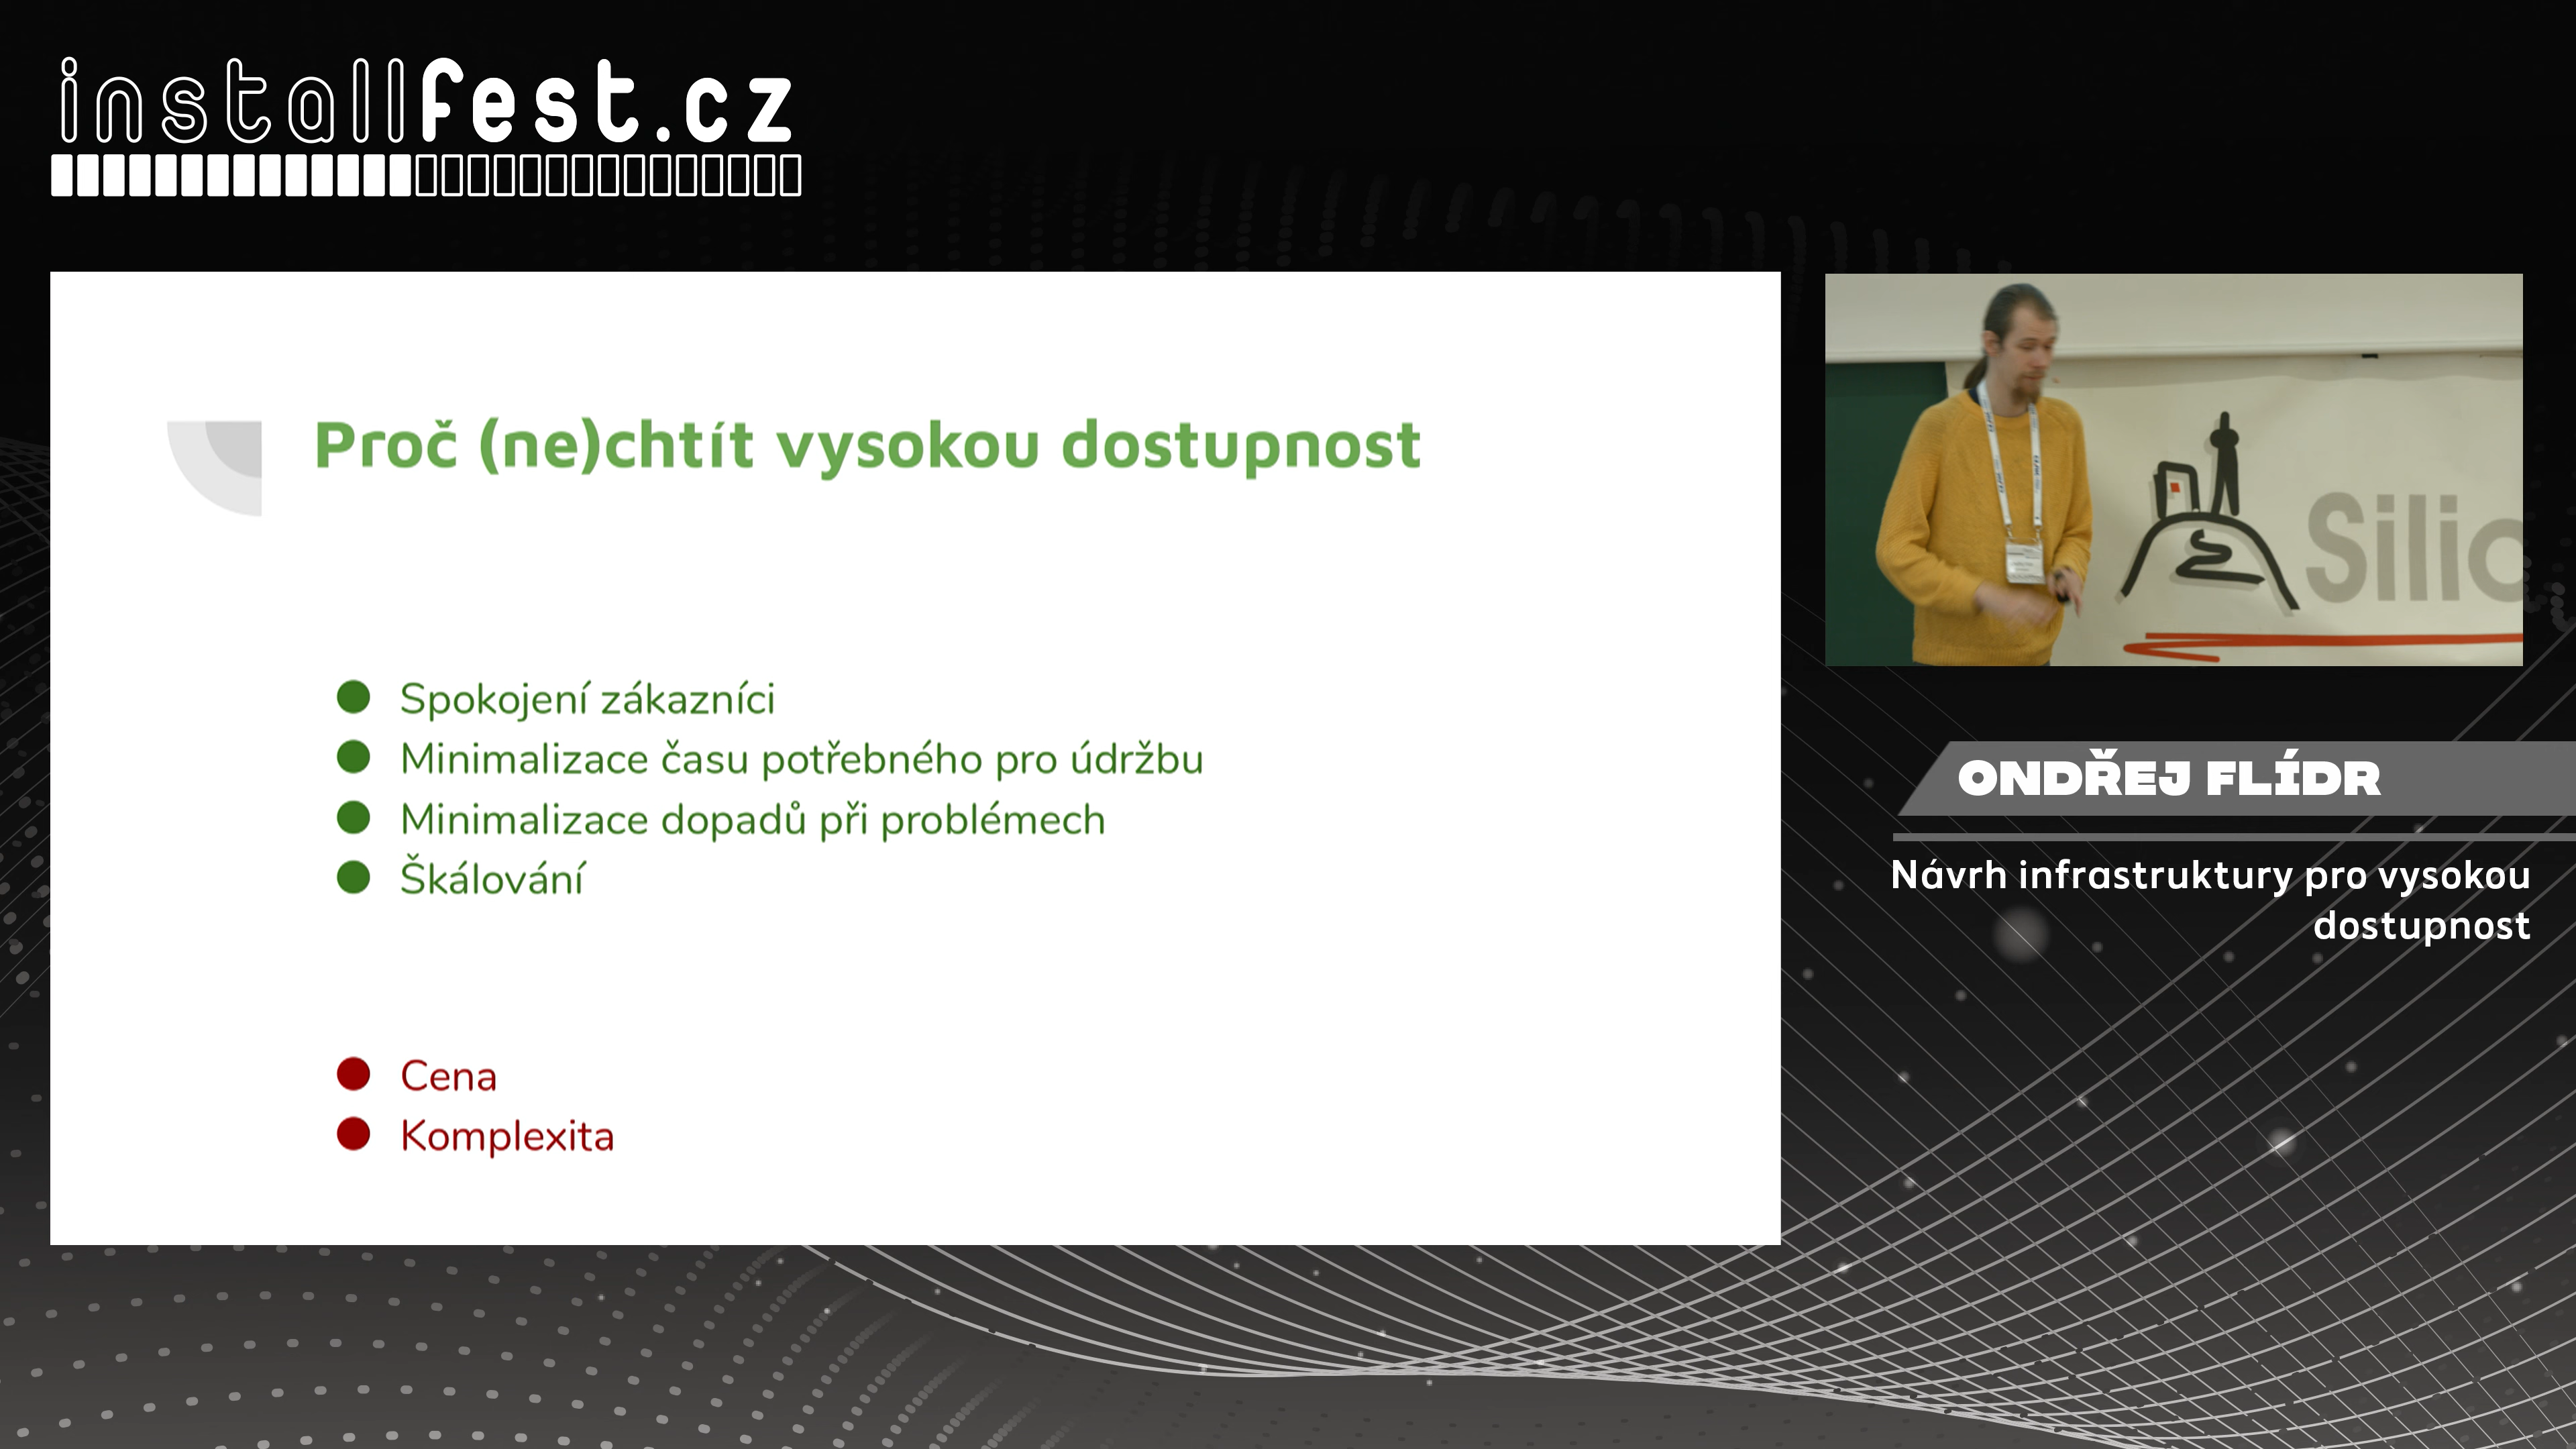 installfest.cz
Proč (ne)chtít vysokou dostupnost
Spokojení zákazníci
Minimalizace času potřebného pro údržbu
Minimalizace dopadů při problémech
Škálování
Cena
Komplexita
Silic
ONDŘEJ FLÍDR
Návrh infrastruktury pro vysokou
dostupnost